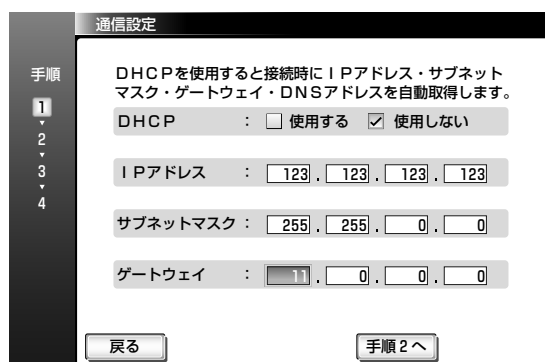 通信設定
手順
1
2
3
4
DHCPを使用すると接続時にIPアドレス・サブネット
マスク・ゲートウェイ・DNSアドレスを自動取得します。
DHCP : 使用する 使用しない
IPアドレス : 123 . 123 . 123 . 123
サブネットマスク : 255 . 255 . 0 . 0
ゲートウェイ : 11 . 0 . 0 . 0
戻る 手順2へ